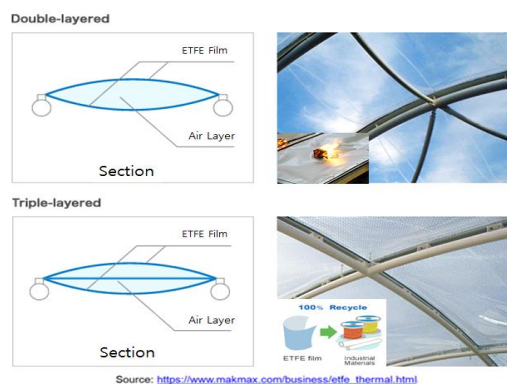 Double-layered
ETFE Film
Air Layer
Section
Triple-layered
ETFE Film
Air Layer
Section
100% Recycle
ETFE film
Industrial
Materials
Source: https://www.makmax.com/business/etfe_thermal.html